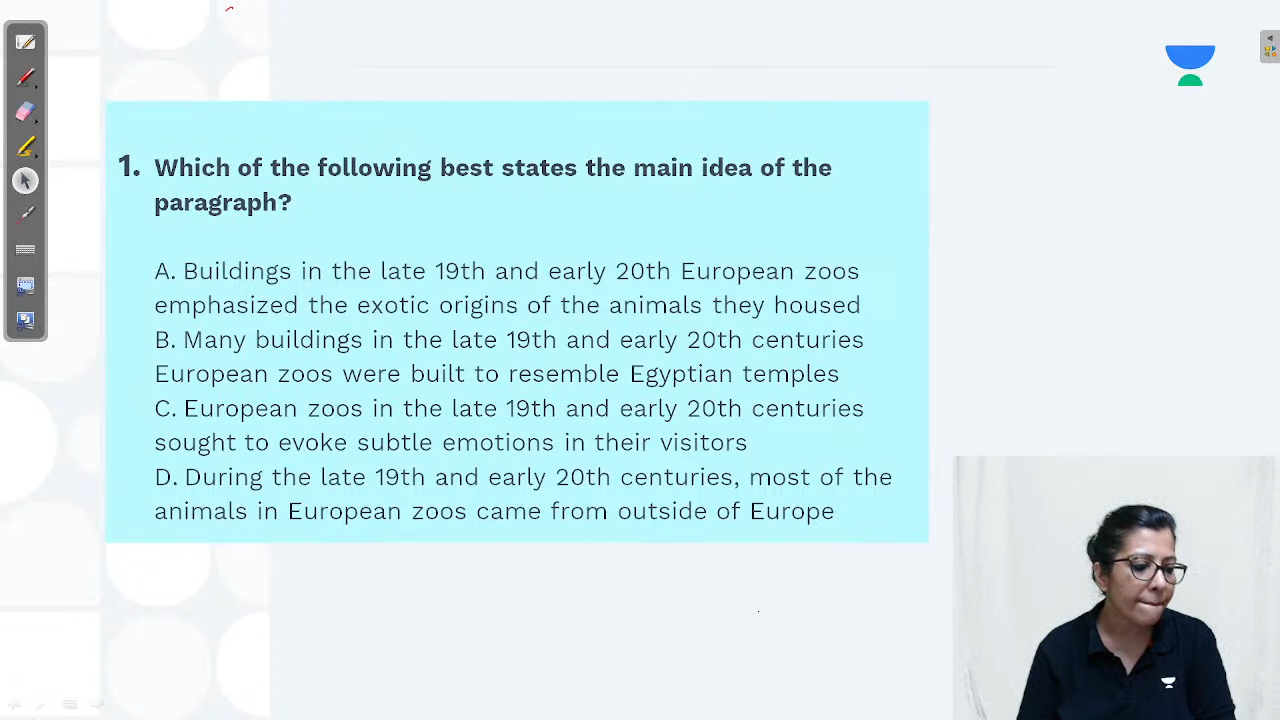 1. Which of the following best states the main idea of the
paragraph?
A. Buildings in the late 19th and early 20th European zoos
emphasized the exotic origins of the animals they housed
B. Many buildings in the late 19th and early 20th centuries
European zoos were built to resemble Egyptian temples
C. European zoos in the late 19th and early 20th centuries
sought to evoke subtle emotions in their visitors
D. During the late 19th and early 20th centuries, most of the
animals in European zoos came from outside of Europe